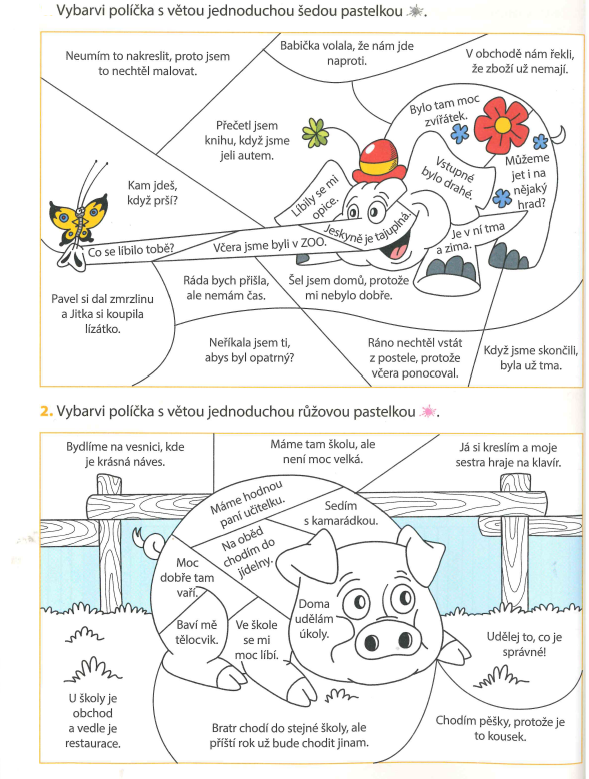 Vybarvi políčka s větou jednoduchou šedou pastelkou .
Neumím to nakreslit, proto jsem
to nechtěl malovat.
Babička volala, že nám jde
naproti.
V obchodě nám řekli,
že zboží už nemají.
Bylo tam moc
zvířátek.
Přečetl jsem
knihu, když jsme
jeli autem.
Vstupné
bylo drahé.
Můžeme
jet i na
nějaký
hrad?
Kam jdeš,
když prší?
Líbily se mi
opice.
Jeskyně je tajuplná.
Je v ní tma
a zima.
Co se líbilo tobě?
Včera jsme byli v ZOO.
Pavel si dal zmrzlinu
a Jitka si koupila
lízátko.
Ráda bych přišla,
ale nemám čas.
Šel jsem domů, protože
mi nebylo dobře.
Neříkala jsem ti,
abys byl opatrný?
Ráno nechtěl vstát
z postele, protože
včera ponocoval.
Když jsme skončili,
byla už tma.
2. Vybarvi políčka s větou jednoduchou růžovou pastelkou .
Bydlíme na vesnici, kde
je krásná náves.
Máme tam školu, ale
není moc velká.
Já si kreslím a moje
sestra hraje na klavír.
Máme hodnou
paní učitelku.
Sedím
s kamarádkou.
Na oběd
chodím do
jídelny.
Moc
dobře tam
vaří.
Doma
udělám
úkoly.
Baví mě
tělocvik.
Ve škole
se mi
moc líbí.
Udělej to, co je
správné!
U školy je
obchod
a vedle je
restaurace.
Bratr chodí do stejné školy, ale
příští rok už bude chodit jinam.
Chodím pěšky, protože je
to kousek.